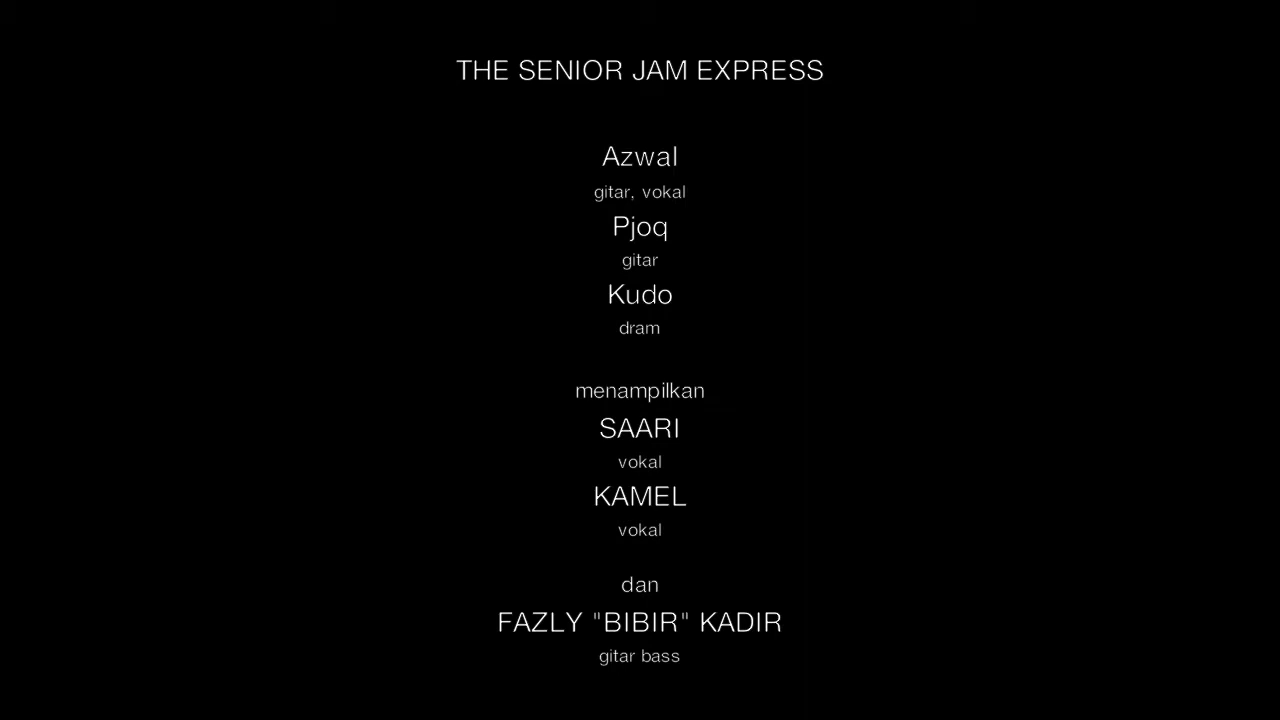 THE SENIOR JAM EXPRESS
Azwal
gitar, vokal
Pjoq
gitar
Kudo
dram
menampilkan
SAARI
vokal
KAMEL
vokal
dan
FAZLY "BIBIR" KADIR
gitar bass